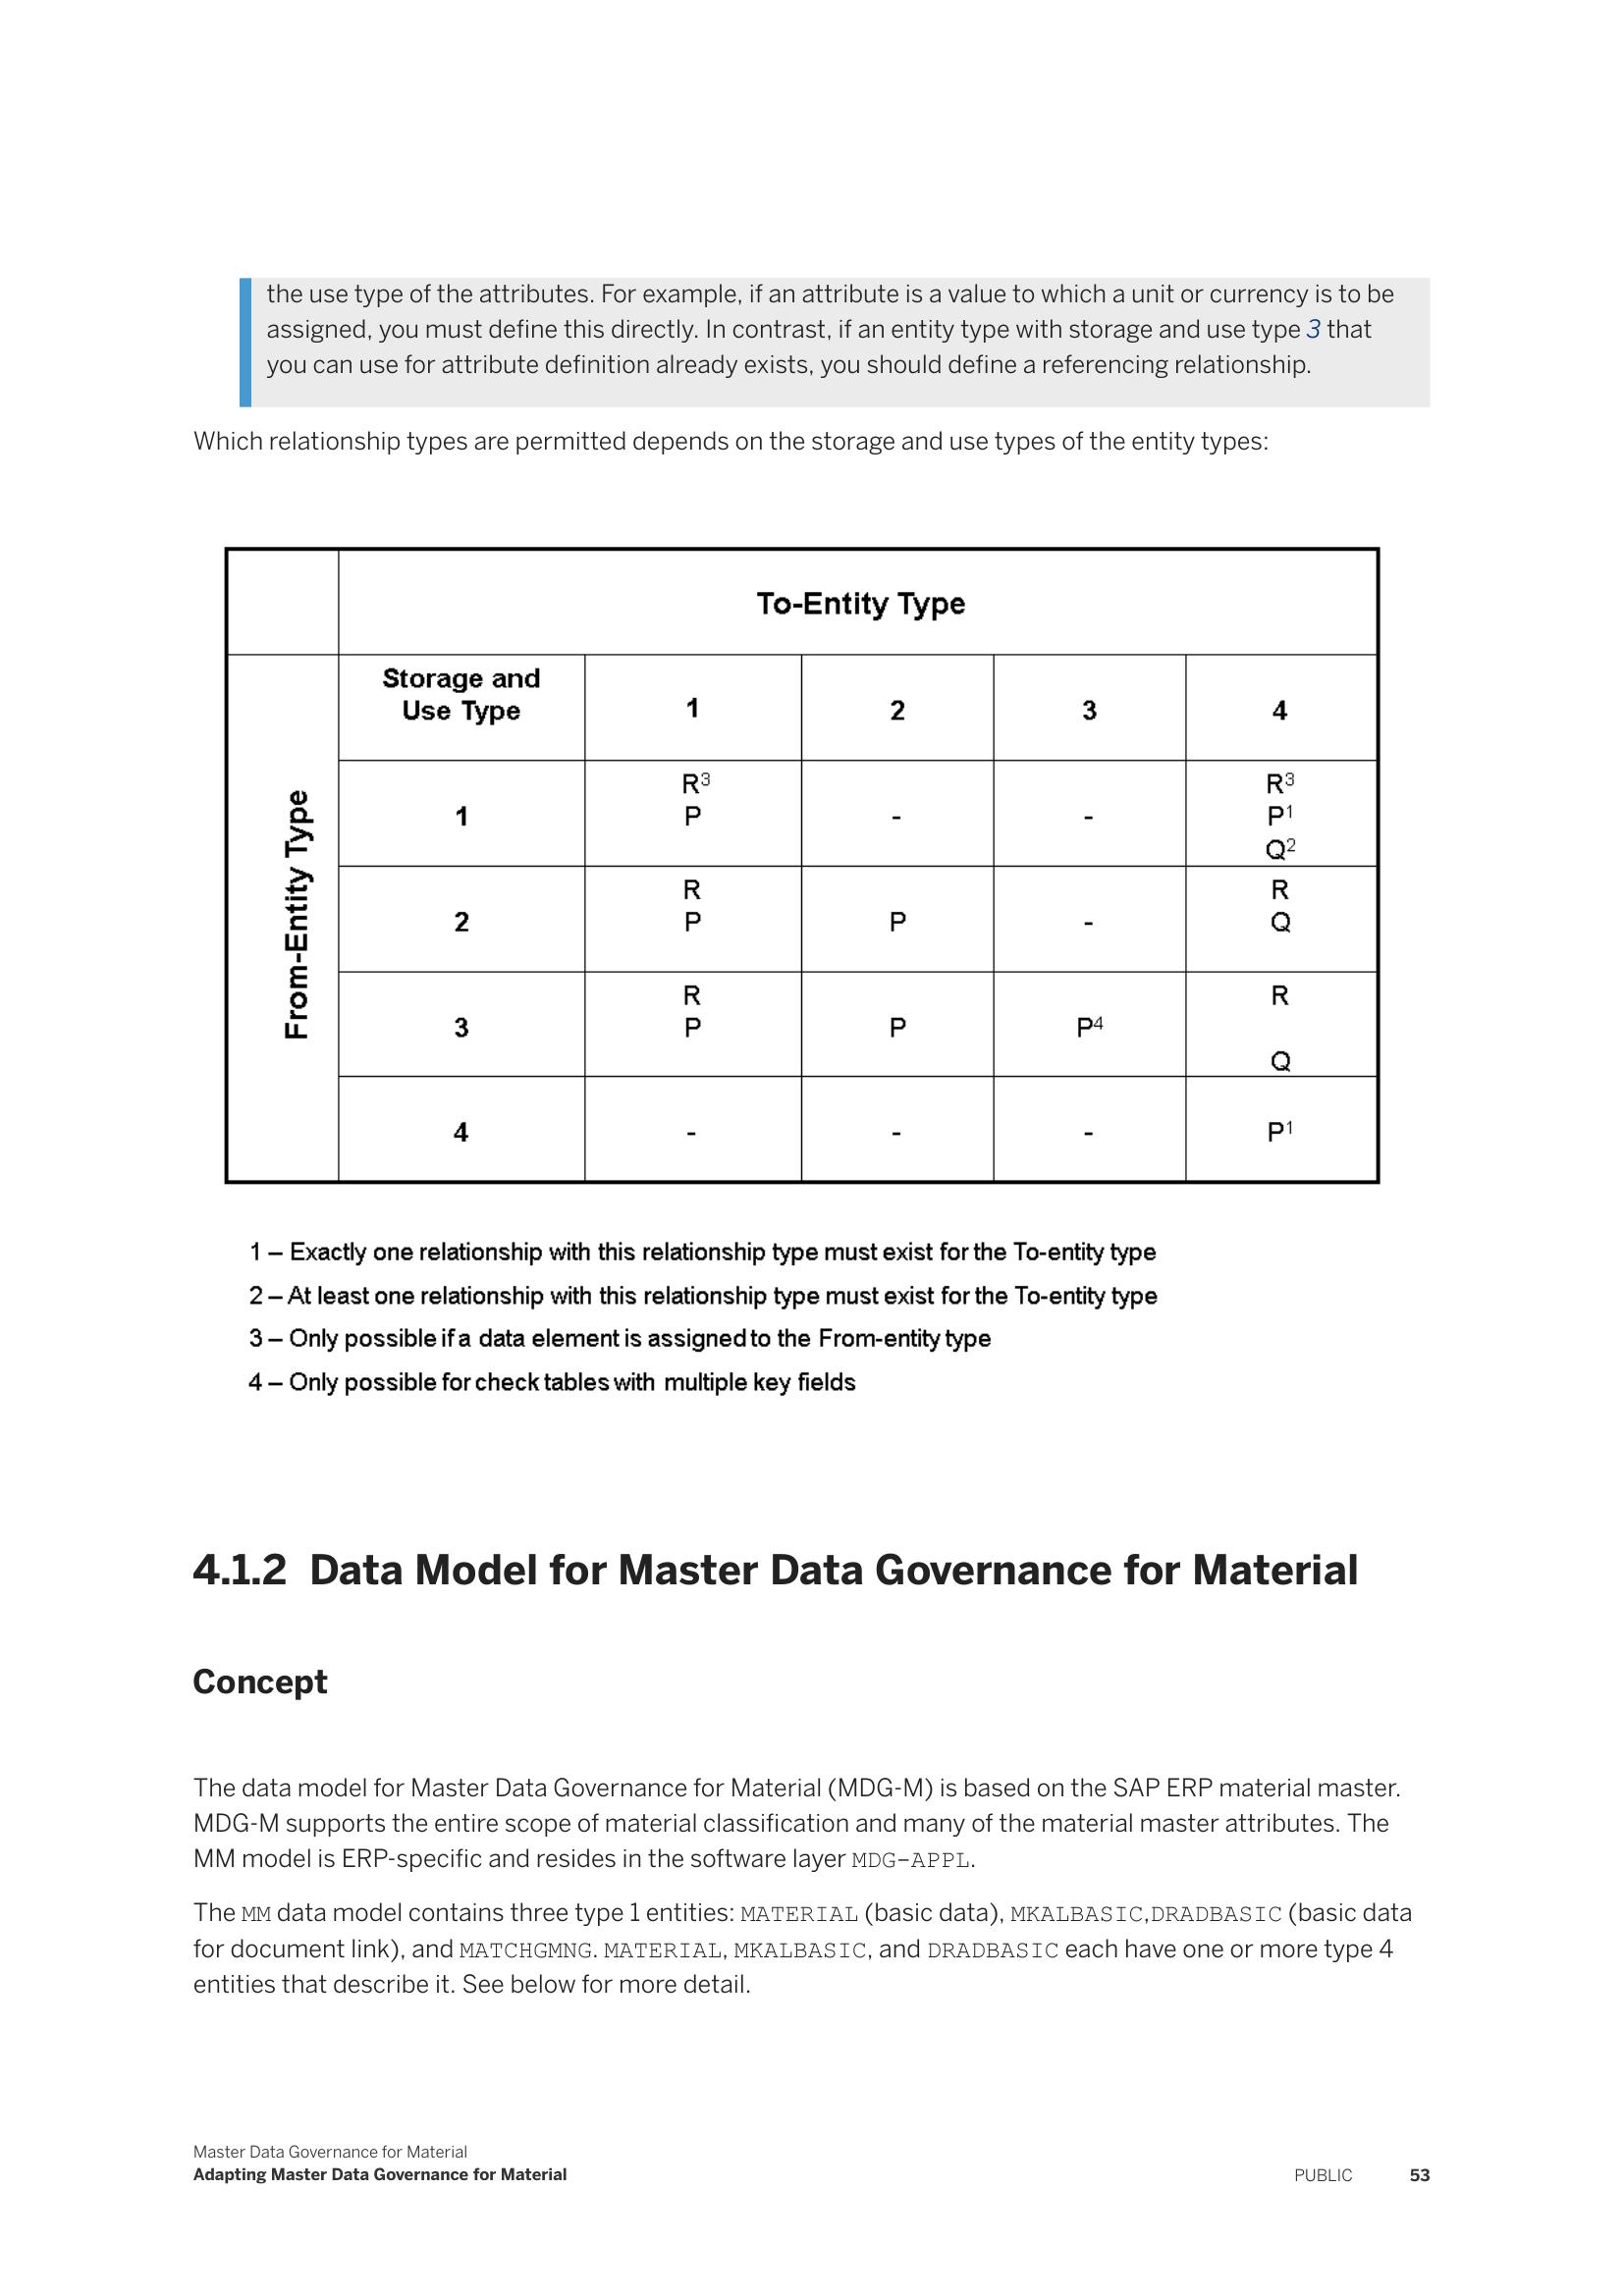 the use type of the attributes. For example, if an attribute is a value to which a unit or currency is to be
assigned, you must define this directly. In contrast, if an entity type with storage and use type 3 that
you can use for attribute definition already exists, you should define a referencing relationship.
Which relationship types are permitted depends on the storage and use types of the entity types:
To-Entity Type
From-Entity Type
Storage and
Use Type
1
2
3
4
1
R3
P
-
-
R3
P1
Q2
2
R
P
P
-
R
Q
3
R
P
P
P4
R
Q
4
-
-
-
P1
1 – Exactly one relationship with this relationship type must exist for the To-entity type
2 – At least one relationship with this relationship type must exist for the To-entity type
3 – Only possible if a data element is assigned to the From-entity type
4 – Only possible for check tables with multiple key fields
4.1.2 Data Model for Master Data Governance for Material
Concept
The data model for Master Data Governance for Material (MDG-M) is based on the SAP ERP material master.
MDG-M supports the entire scope of material classification and many of the material master attributes. The
MM model is ERP-specific and resides in the software layer MDG–APPL.
The MM data model contains three type 1 entities: MATERIAL (basic data), MKALBASIC,DRADBASIC (basic data
for document link), and MATCHGMNG. MATERIAL, MKALBASIC, and DRADBASIC each have one or more type 4
entities that describe it. See below for more detail.
Master Data Governance for Material
Adapting Master Data Governance for Material
PUBLIC 53